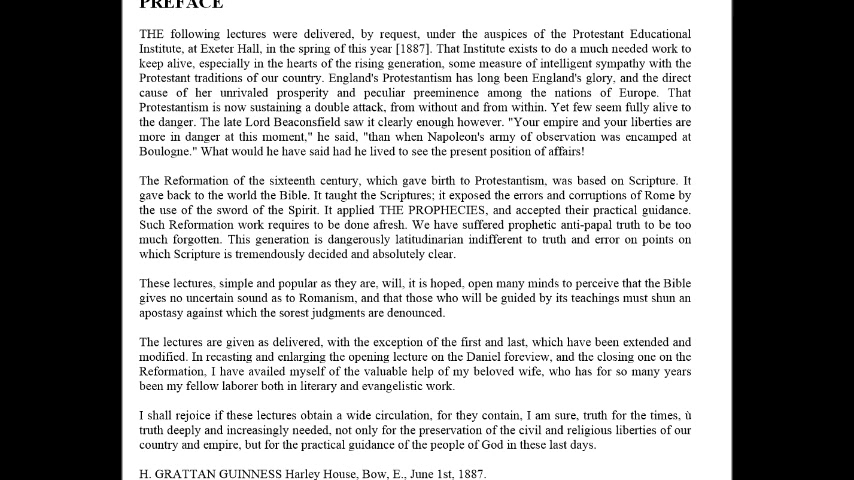 PREFACE
THE following lectures were delivered, by request, under the auspices of the Protestant Educational
Institute, at Exeter Hall, in the spring of this year [1887]. That Institute exists to do a much needed work to
keep alive, especially in the hearts of the rising generation, some measure of intelligent sympathy with the
Protestant traditions of our country. England's Protestantism has long been England's glory, and the direct
cause of her unrivaled prosperity and peculiar preeminence among the nations of Europe. That
Protestantism is now sustaining a double attack, from without and from within. Yet few seem fully alive to
the danger. The late Lord Beaconsfield saw it clearly enough however. "Your empire and your liberties are
more in danger at this moment," he said, "than when Napoleon's army of observation was encamped at
Boulogne." What would he have said had he lived to see the present position of affairs!
The Reformation of the sixteenth century, which gave birth to Protestantism, was based on Scripture. It
gave back to the world the Bible. It taught the Scriptures; it exposed the errors and corruptions of Rome by
the use of the sword of the Spirit. It applied THE PROPHECIES, and accepted their practical guidance.
Such Reformation work requires to be done afresh. We have suffered prophetic anti-papal truth to be too
much forgotten. This generation is dangerously latitudinarian indifferent to truth and error on points on
which Scripture is tremendously decided and absolutely clear.
These lectures, simple and popular as they are, will, it is hoped, open many minds to perceive that the Bible
gives no uncertain sound as to Romanism, and that those who will be guided by its teachings must shun an
apostasy against which the sorest judgments are denounced.
The lectures are given as delivered, with the exception of the first and last, which have been extended and
modified. In recasting and enlarging the opening lecture on the Daniel foreview, and the closing one on the
Reformation, I have availed myself of the valuable help of my beloved wife, who has for so many years
been my fellow laborer both in literary and evangelistic work.
I shall rejoice if these lectures obtain a wide circulation, for they contain, I am sure, truth for the times, ù
truth deeply and increasingly needed, not only for the preservation of the civil and religious liberties of our
country and empire, but for the practical guidance of the people of God in these last days.
H. GRATTAN GUINNESS Harley House, Bow, E., June 1st, 1887.